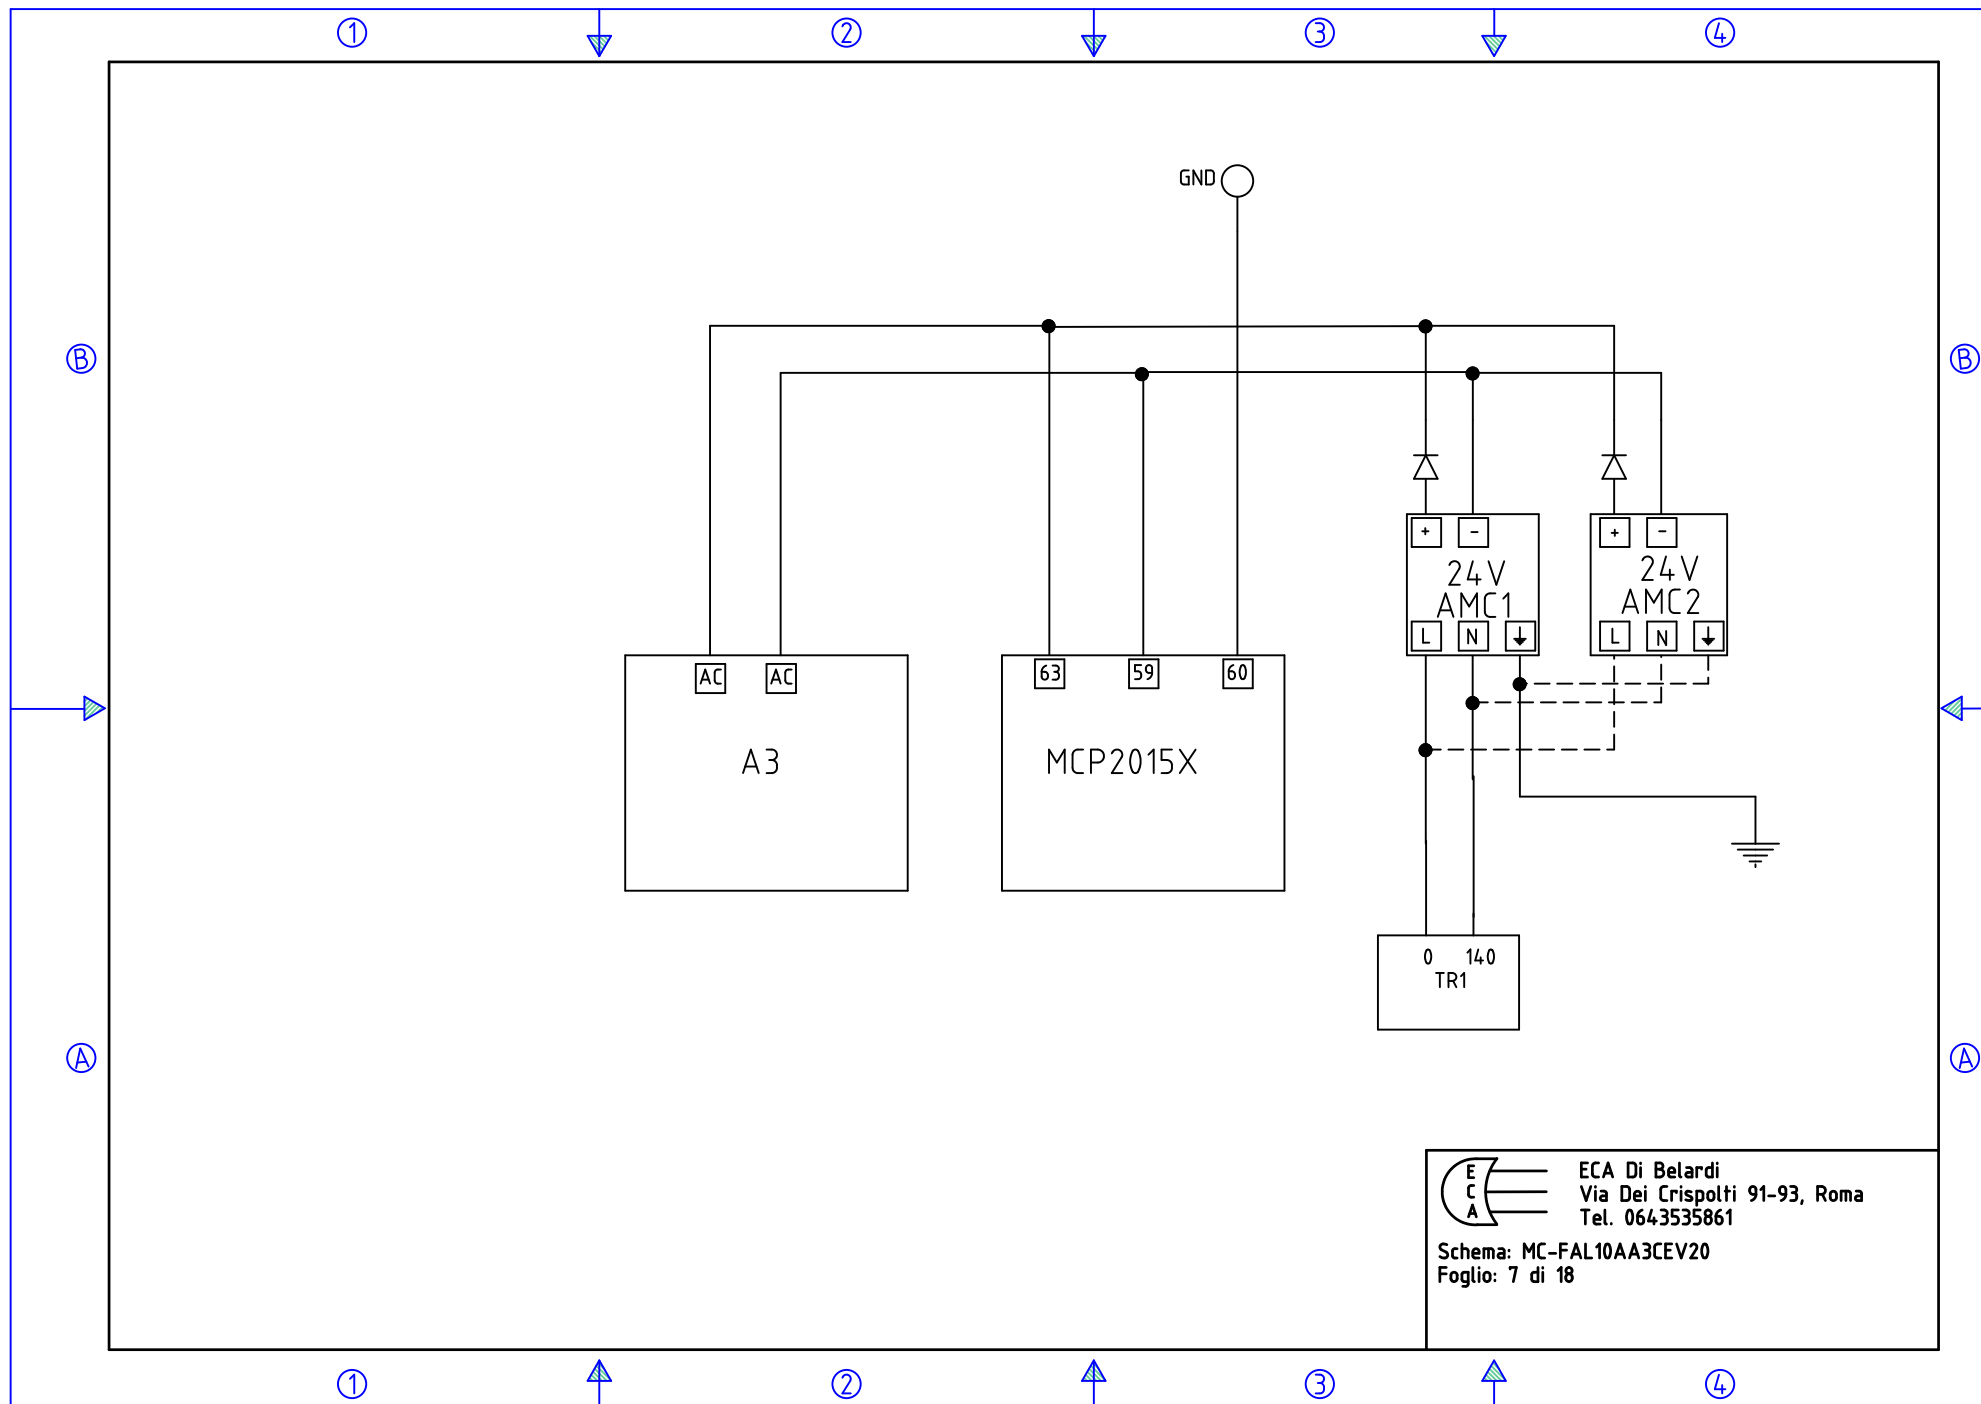 1 2 3 4
GND
B B
+ - + -
24V 24V
AMC1 AMC2
L N L N
AC AC 63 59 60
A3 MCP2015X
0 140
TR1
A A
E
C
A
ECA Di Belardi
Via Dei Crispolti 91-93, Roma
Tel. 0643535861
Schema: MC-FAL10AA3CEV20
Foglio: 7 di 18
1 2 3 4